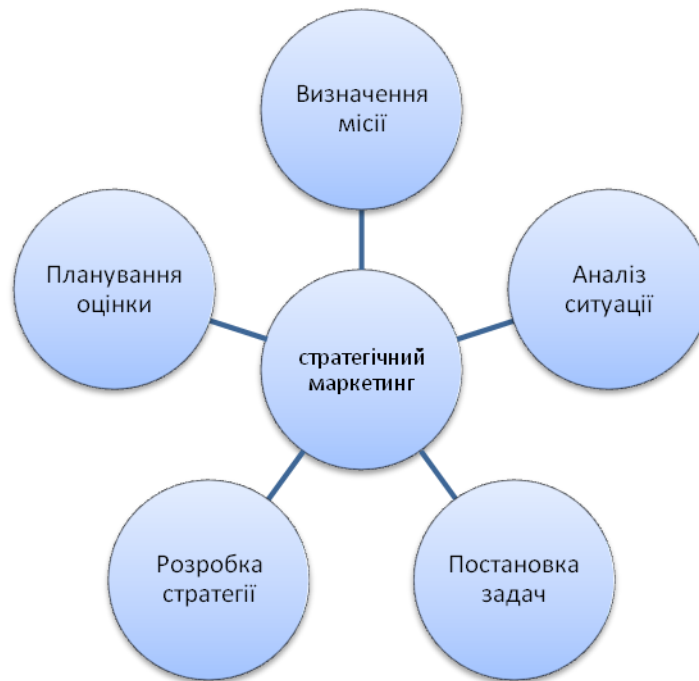 Визначення
місії
Аналіз
ситуації
Постановка
задач
Розробка
стратегії
Планування
оцінки
стратегічний
маркетинг